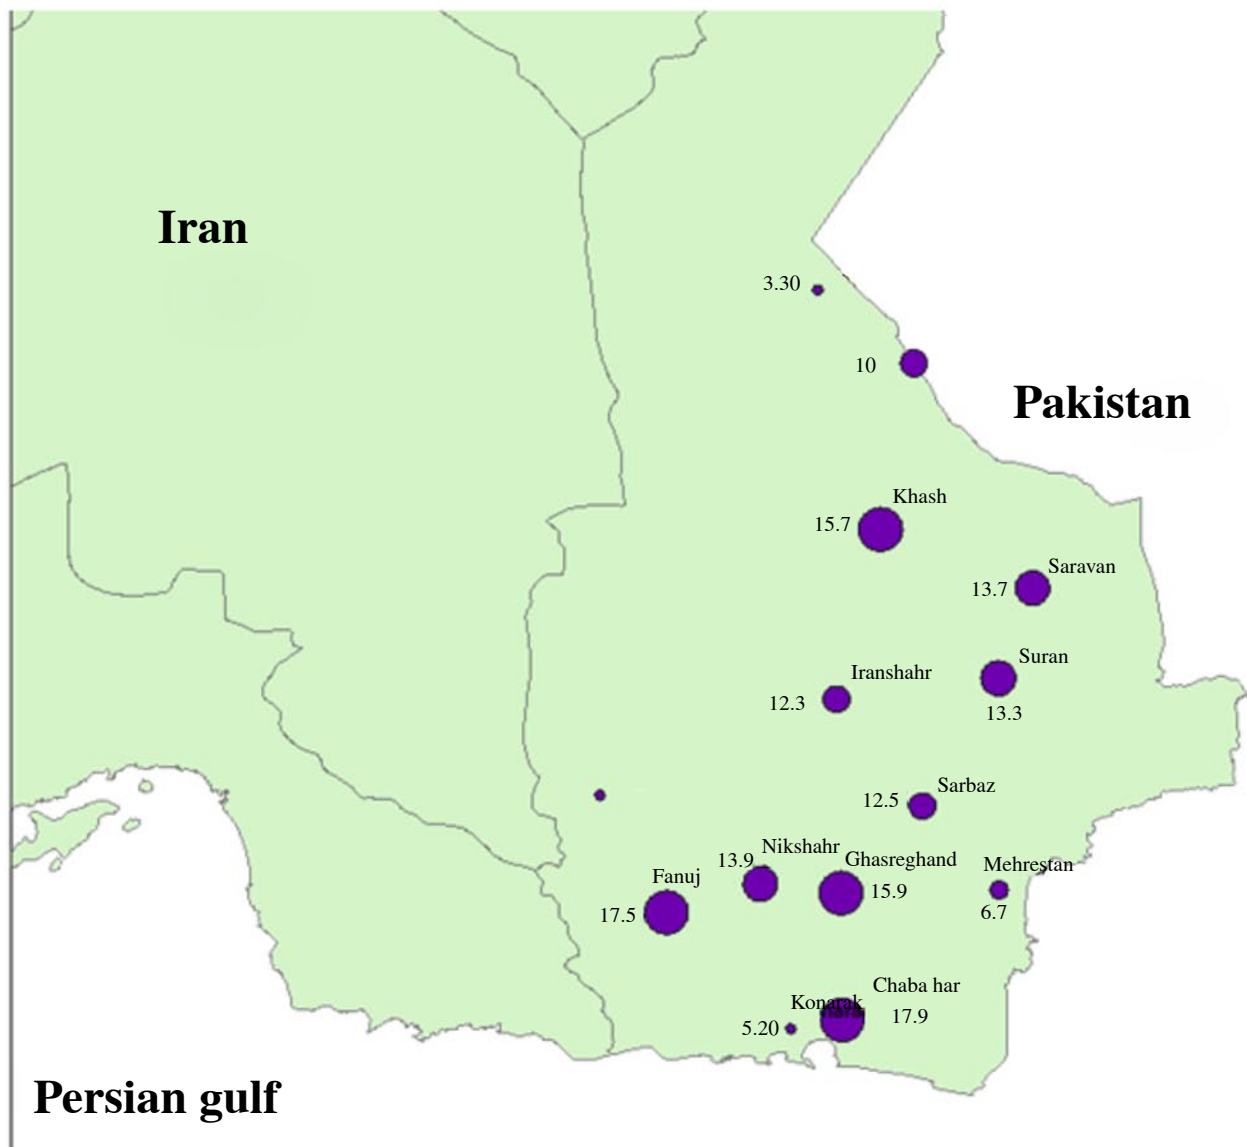 Iran
3.30
10
Pakistan
Khash
15.7
Saravan
13.7
Suran
13.3
Iranshahr
12.3
Sarbaz
12.5
Nikshahr
13.9
Ghasreghand
15.9
Mehrestan
6.7
Fanuj
17.5
Chaba har
17.9
Konarak
5.20
Persian gulf